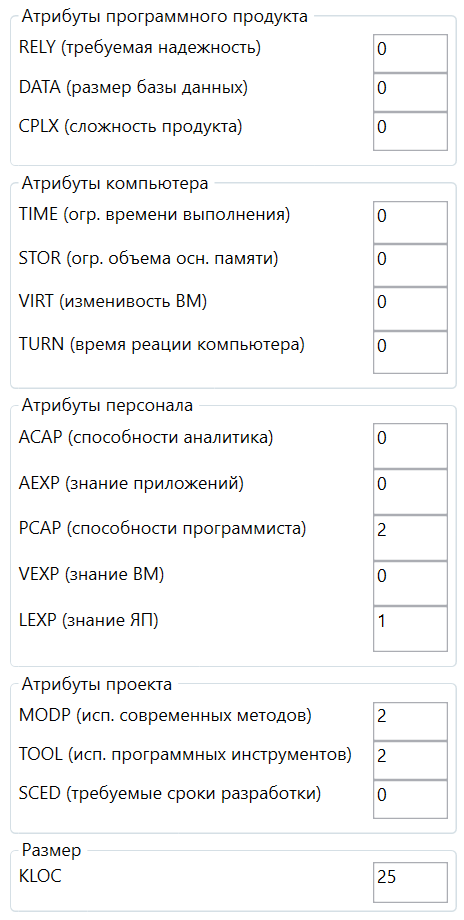 Атрибуты программного продукта
RELY (требуемая надежность) 0
DATA (размер базы данных) 0
CPLX (сложность продукта) 0
Атрибуты компьютера
TIME (огр. времени выполнения) 0
STOR (огр. объема осн. памяти) 0
VIRT (изменивость ВМ) 0
TURN (время реации компьютера) 0
Атрибуты персонала
ACAP (способности аналитика) 0
AEXP (знание приложений) 0
PCAP (способности программиста) 2
VEXP (знание ВМ) 0
LEXP (знание ЯП) 1
Атрибуты проекта
MODP (исп. современных методов) 2
TOOL (исп. программных инструментов) 2
SCED (требуемые сроки разработки) 0
Размер
KLOC 25